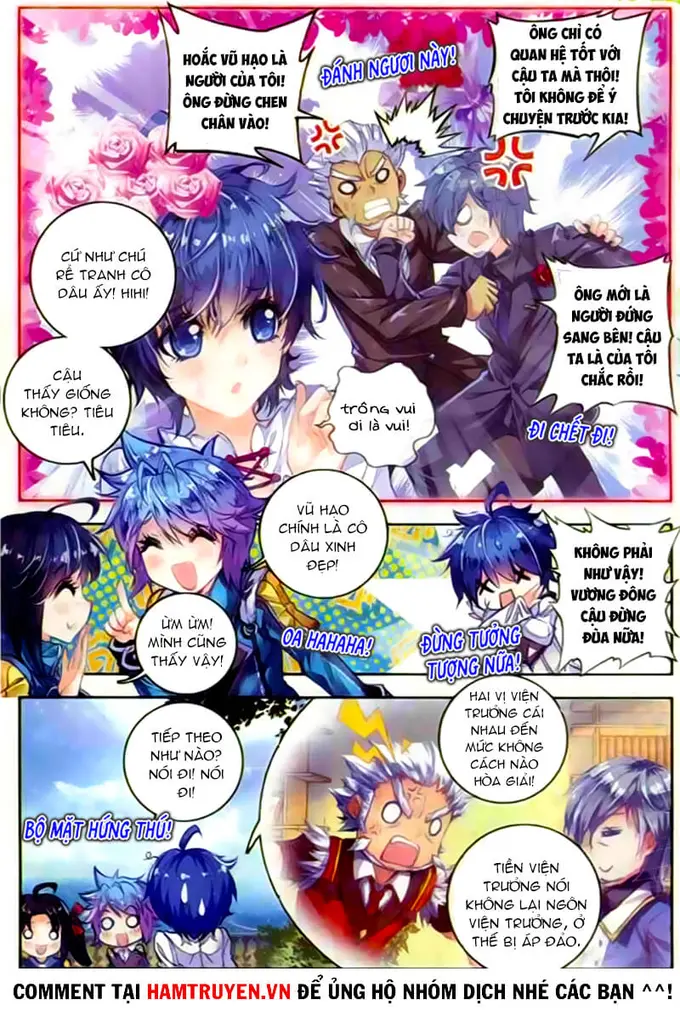 HOẮC VŨ HẠO LÀ
NGƯỜI CỦA TÔI!
ÔNG ĐỪNG CHEN
CHÂN VÀO!
ĐÁNH NGƯƠI NÀY!
ÔNG CHỈ CÓ
QUAN HỆ TỐT VỚI
CẬU TA MÀ THÔI!
TÔI KHÔNG ĐỂ Ý
CHUYỆN TRƯỚC KIA!
CỨ NHƯ CHÚ
RỂ TRANH CÔ
DÂU ẤY! HIHI!
ÔNG MỚI LÀ
NGƯỜI ĐỨNG
SANG BÊN! CẬU
TA LÀ CỦA TÔI
CHẮC RỒI!
CẬU
THẤY GIỐNG
KHÔNG? TIÊU
TIÊU.
trông vui
ơi là vui!
ĐI CHẾT ĐI!
VŨ HẠO
CHÍNH LÀ CÔ
DÂU XINH
ĐẸP!
KHÔNG PHẢI
NHƯ VẬY!
VƯƠNG ĐÔNG
CẬU ĐỪNG
ĐÙA NỮA!
ỪM ỪM!
MÌNH CŨNG
THẤY VẬY!
OA HAHAHA!
ĐỪNG TƯỞNG
TƯỢNG NỮA!
TIẾP THEO
NHƯ NÀO?
NÓI ĐI! NÓI
ĐI!
HAI VỊ VIỆN
TRƯỞNG CÃI
NHAU ĐẾN
MỨC KHÔNG
CÁCH NÀO
HÒA GIẢI!
BỘ MẶT HỨNG THÚ!
TIỀN VIỆN
TRƯỞNG NÓI
KHÔNG LẠI NGÔN
VIỆN TRƯỞNG, Ở
THẾ BỊ ÁP ĐẢO.
COMMENT TẠI HAMTRUYEN.VN ĐỂ ỦNG HỘ NHÓM DỊCH NHÉ CÁC BẠN ^^!